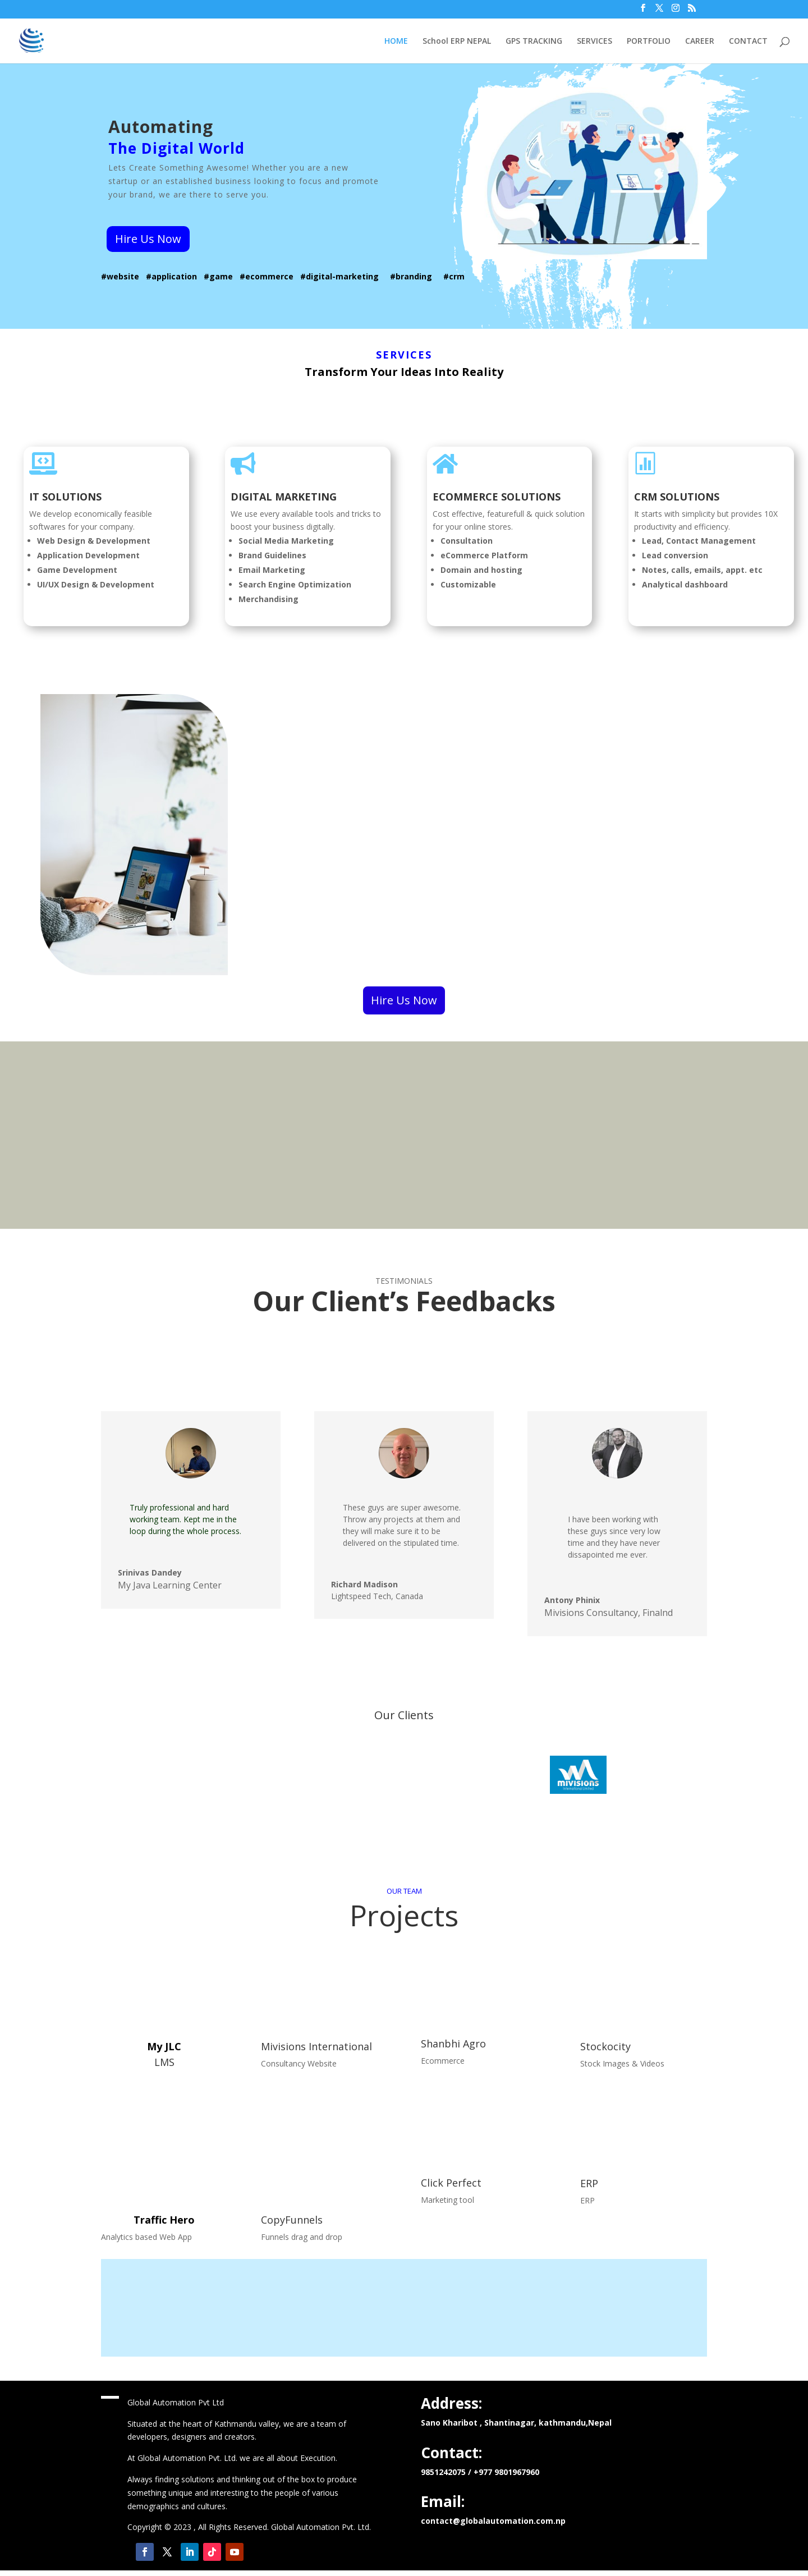 HOME School ERP NEPAL GPS TRACKING SERVICES PORTFOLIO CAREER CONTACT
Automating
The Digital World
Lets Create Something Awesome! Whether you are a new
startup or an established business looking to focus and promote
your brand, we are there to serve you.
Hire Us Now
#website #application #game #ecommerce #digital-marketing #branding #crm
SERVICES
Transform Your Ideas Into Reality
IT SOLUTIONS
We develop economically feasible
softwares for your company.
Web Design & Development
Application Development
Game Development
UI/UX Design & Development
DIGITAL MARKETING
We use every available tools and tricks to
boost your business digitally.
Social Media Marketing
Brand Guidelines
Email Marketing
Search Engine Optimization
Merchandising
ECOMMERCE SOLUTIONS
Cost effective, featurefull & quick solution
for your online stores.
Consultation
eCommerce Platform
Domain and hosting
Customizable
CRM SOLUTIONS
It starts with simplicity but provides 10X
productivity and efficiency.
Lead, Contact Management
Lead conversion
Notes, calls, emails, appt. etc
Analytical dashboard
Hire Us Now
TESTIMONIALS
Our Client’s Feedbacks
Truly professional and hard
working team. Kept me in the
loop during the whole process.
Srinivas Dandey
My Java Learning Center
These guys are super awesome.
Throw any projects at them and
they will make sure it to be
delivered on the stipulated time.
Richard Madison
Lightspeed Tech, Canada
I have been working with
these guys since very low
time and they have never
dissapointed me ever.
Antony Phinix
Mivisions Consultancy, Finalnd
Our Clients
mivisions
OUR TEAM
Projects
My JLC
LMS
Mivisions International
Consultancy Website
Shanbhi Agro
Ecommerce
Stockocity
Stock Images & Videos
Traffic Hero
Analytics based Web App
CopyFunnels
Funnels drag and drop
Click Perfect
Marketing tool
ERP
ERP
Global Automation Pvt Ltd
Situated at the heart of Kathmandu valley, we are a team of
developers, designers and creators.
At Global Automation Pvt. Ltd. we are all about Execution.
Always finding solutions and thinking out of the box to produce
something unique and interesting to the people of various
demographics and cultures.
Copyright © 2023 , All Rights Reserved. Global Automation Pvt. Ltd.
Address:
Sano Kharibot , Shantinagar, kathmandu,Nepal
Contact:
9851242075 / +977 9801967960
Email:
contact@globalautomation.com.np